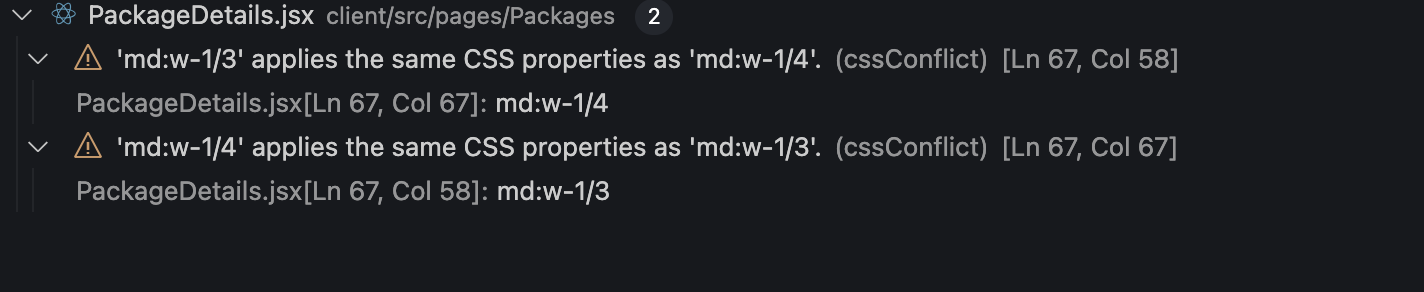 PackageDetails.jsx client/src/pages/Packages 2
'md:w-1/3' applies the same CSS properties as 'md:w-1/4'. (cssConflict) [Ln 67, Col 58]
PackageDetails.jsx[Ln 67, Col 67]: md:w-1/4
'md:w-1/4' applies the same CSS properties as 'md:w-1/3'. (cssConflict) [Ln 67, Col 67]
PackageDetails.jsx[Ln 67, Col 58]: md:w-1/3